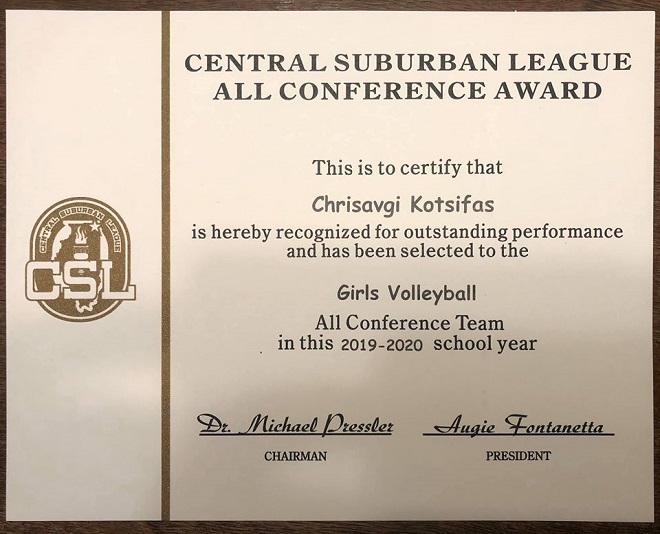 CENTRAL SUBURBAN LEAGUE
ALL CONFERENCE AWARD
This is to certify that
Chrisavgi Kotsifas
is hereby recognized for outstanding performance
and has been selected to the
Girls Volleyball
All Conference Team
in this 2019-2020 school year
Dr. Michael Pressler
CHAIRMAN
Augie Fontanetta
PRESIDENT
CENTRAL SUBURBAN LEAGUE
CSL